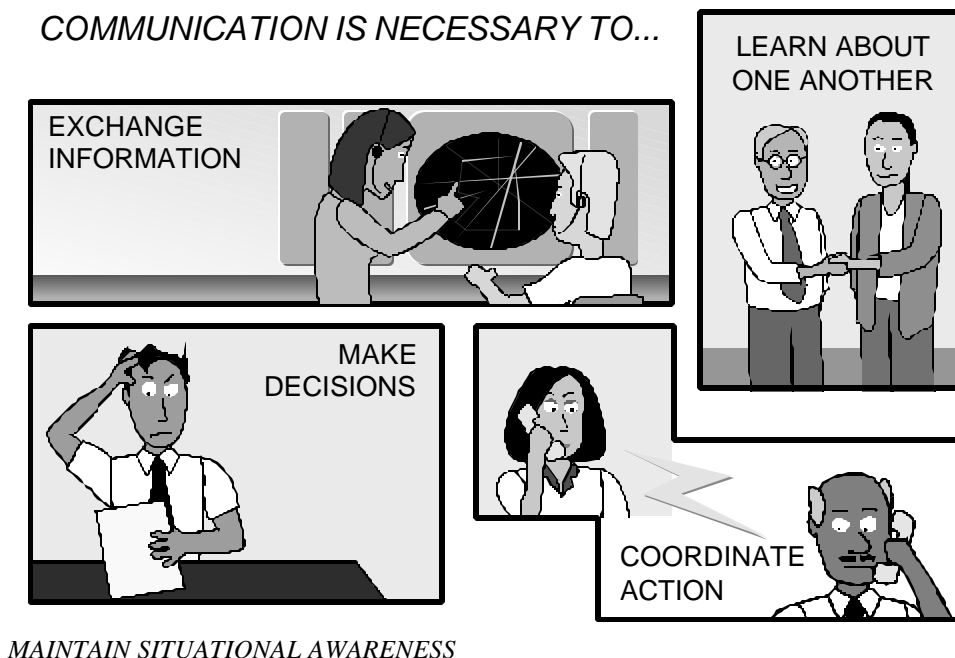 COMMUNICATION IS NECESSARY TO...
LEARN ABOUT
ONE ANOTHER
EXCHANGE
INFORMATION
MAKE
DECISIONS
COORDINATE
ACTION
MAINTAIN SITUATIONAL AWARENESS